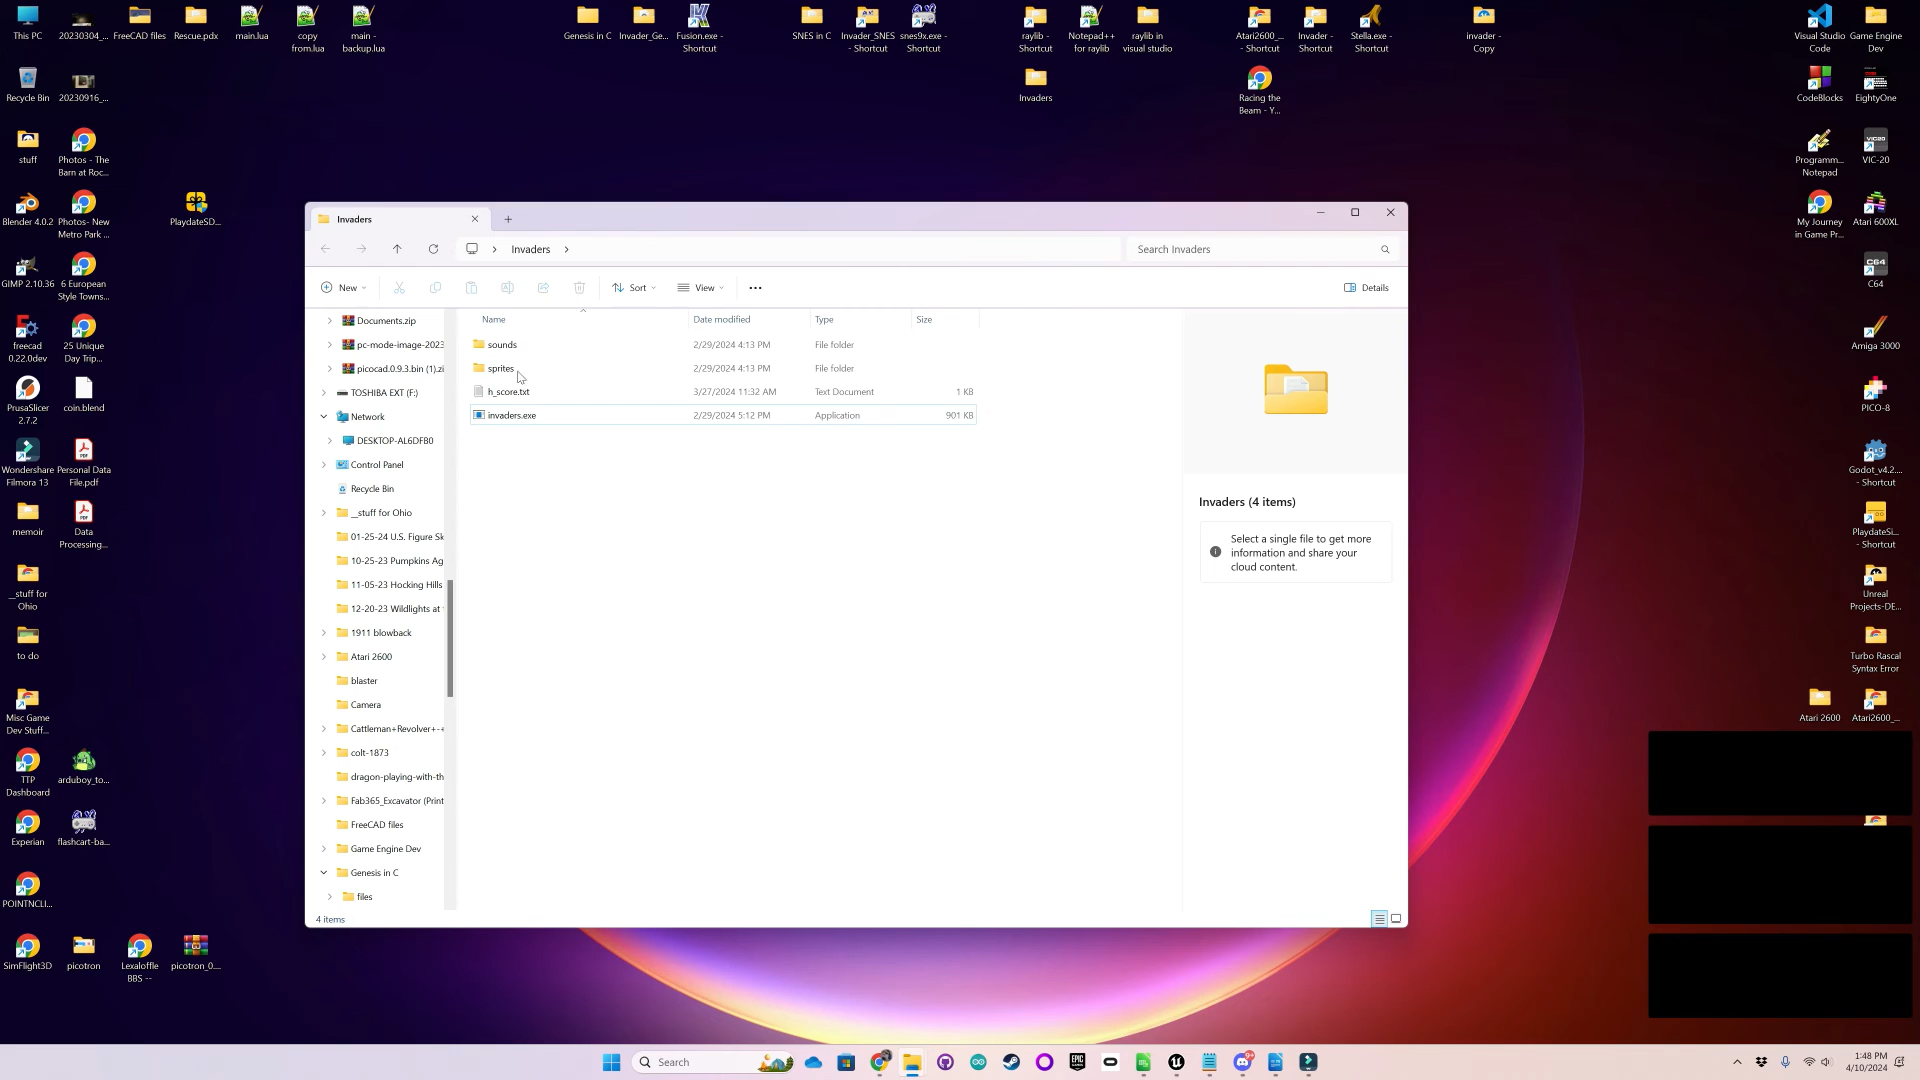 This PC
20230304_...
FreeCAD files
Rescue.pdx
main.lua
copy
from.lua
main -
backup.lua
Genesis in C
Invader_Ge...
Fusion.exe -
Shortcut
SNES in C
Invader_SNES
- Shortcut
snes9x.exe -
Shortcut
raylib -
Shortcut
Notepad++
for raylib
raylib in
visual studio
Atari2600_...
- Shortcut
Invader -
Shortcut
Stella.exe -
Shortcut
invader -
Copy
Visual Studio
Code
Game Engine
Dev
Recycle Bin
20230916_...
Invaders
Racing the
Beam - Y...
CodeBlocks
EightyOne
stuff
Photos - The
Barn at Roc...
Programm...
Notepad
VIC20
VIC-20
Blender 4.0.2
Photos- New
Metro Park ...
PlaydateSD...
My Journey
in Game Pr...
Atari 600XL
GIMP 2.10.36
6 European
Style Towns...
C64
C64
freecad
0.22.0dev
25 Unique
Day Trip...
Amiga 3000
PrusaSlicer
2.7.2
coin.blend
PICO-8
Wondershare
Filmora 13
Personal Data
File.pdf
Godot_v4.2....
- Shortcut
memoir
Data
Processing...
PlaydateSi...
- Shortcut
__stuff for
Ohio
Unreal
Projects-DE...
to do
Turbo Rascal
Syntax Error
Misc Game
Dev Stuff...
Atari 2600
Atari2600_...
TTP
Dashboard
arduboy_to...
Experian
flashcart-ba...
POINTNCLI...
SimFlight3D
picotron
Lexaloffle
BBS --
picotron_0....
Invaders
Invaders
Search Invaders
New
Sort
View
Details
Name
Date modified
Type
Size
sounds
2/29/2024 4:13 PM
File folder
sprites
2/29/2024 4:13 PM
File folder
h_score.txt
3/27/2024 11:32 AM
Text Document
1 KB
invaders.exe
2/29/2024 5:12 PM
Application
901 KB
Documents.zip
pc-mode-image-2023
picocad.0.9.3.bin (1).zi
TOSHIBA EXT (F:)
Network
DESKTOP-AL6DFB0
Control Panel
Recycle Bin
__stuff for Ohio
01-25-24 U.S. Figure Sk
10-25-23 Pumpkins Ag
11-05-23 Hocking Hills
12-20-23 Wildlights at
1911 blowback
Atari 2600
blaster
Camera
Cattleman+Revolver+-+
colt-1873
dragon-playing-with-th
Fab365_Excavator (Print
FreeCAD files
Game Engine Dev
Genesis in C
files
Invaders (4 items)
Select a single file to get more
information and share your
cloud content.
4 items
Search
EPIC
9+
1:48 PM
4/10/2024